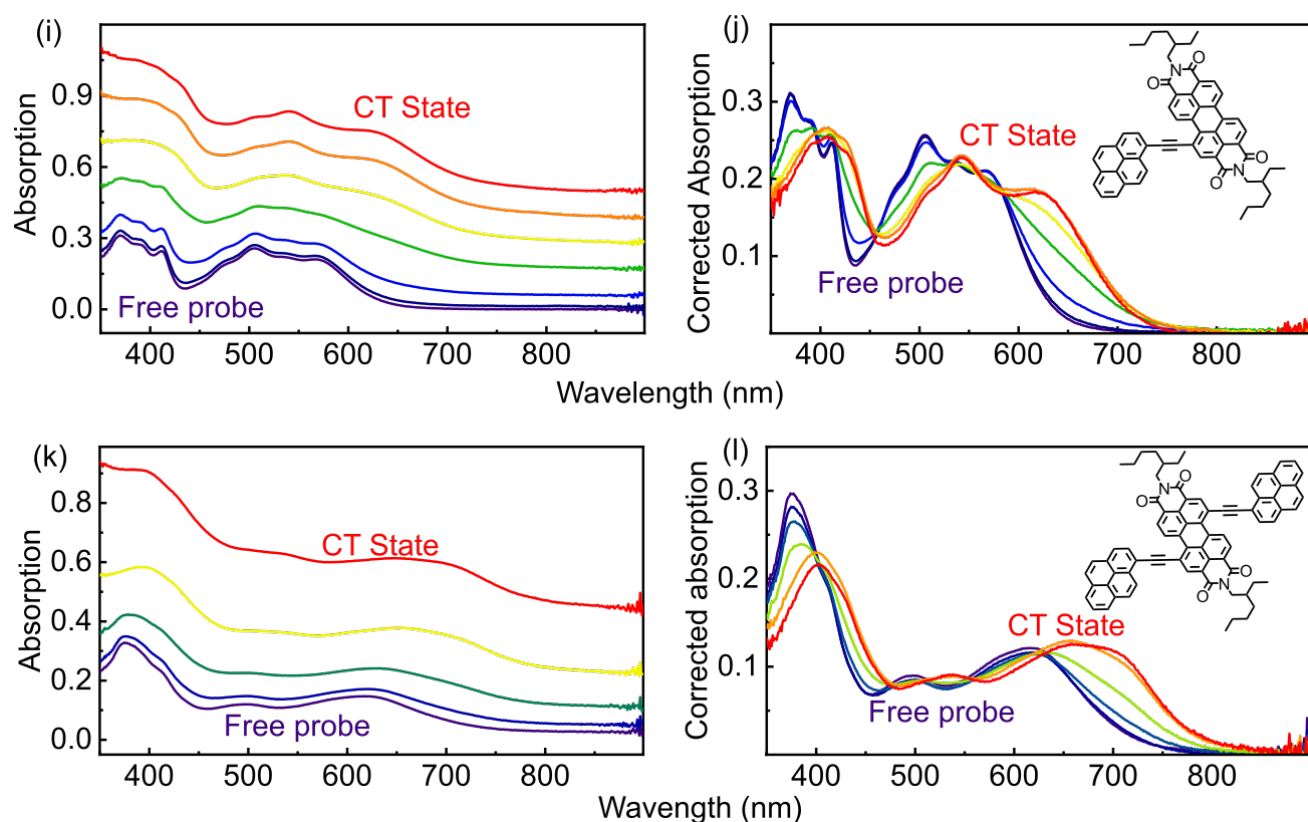 (i)
Absorption
0.9
0.6
0.3
0.0
CT State
Free probe
400 500 600 700 800
(j)
Corrected Absorption
0.3
0.2
0.1
CT State
Free probe
400 500 600 700 800
O
N
O
O
N
O
Wavelength (nm)
(k)
Absorption
0.8
0.6
0.4
0.2
0.0
CT State
Free probe
400 500 600 700 800
(l)
Corrected absorption
0.3
0.2
0.1
CT State
Free probe
400 500 600 700 800
O
N
O
O
N
O
Wavength (nm)